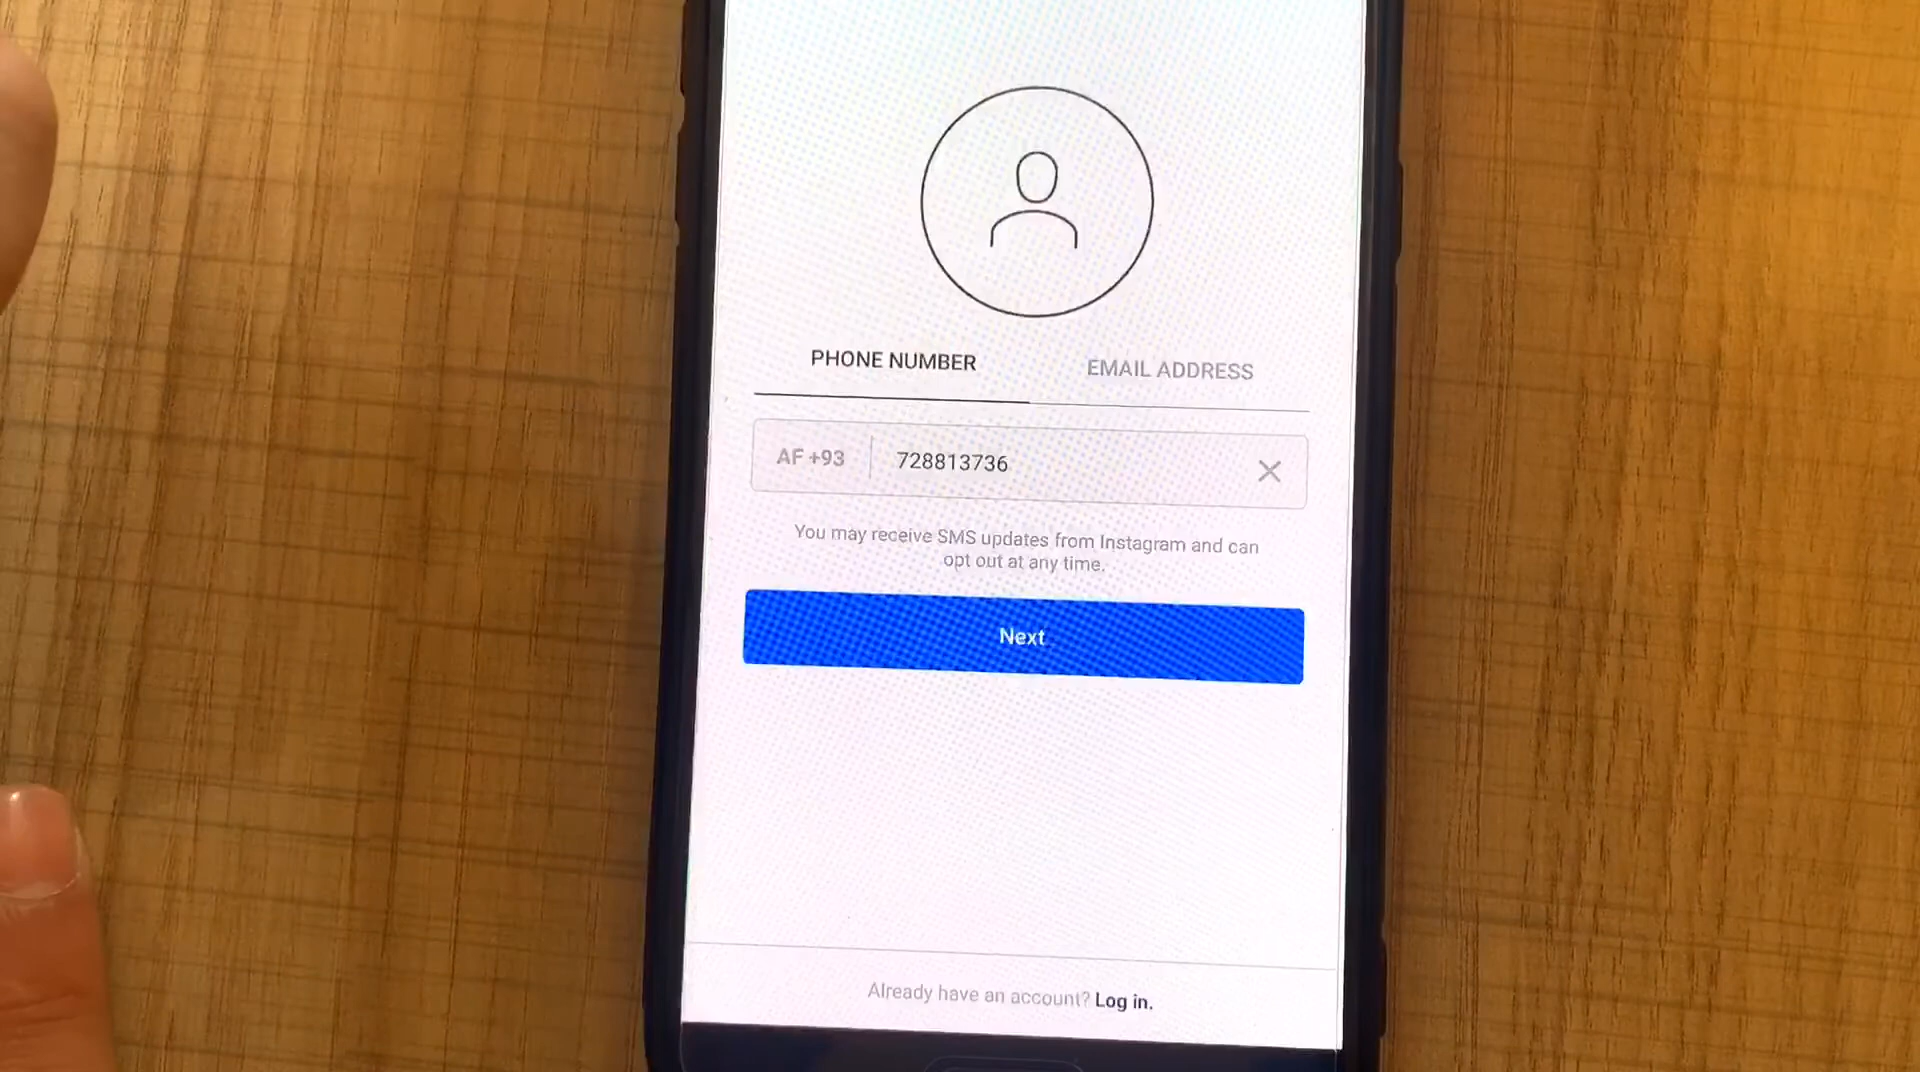 PHONE NUMBER
EMAIL ADDRESS
AF +93
728813736
You may receive SMS updates from Instagram and can
opt out at any time.
Next
Already have an account? Log in.